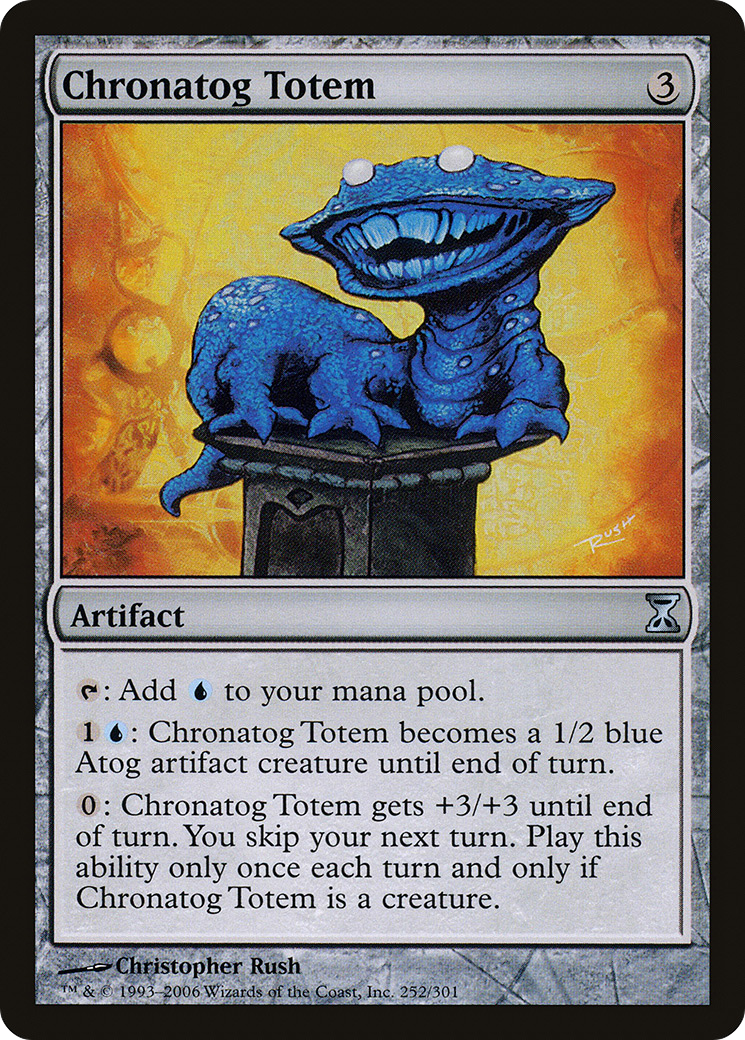 Chronatog Totem 3
RUSH
Artifact
: Add to your mana pool.
1 : Chronatog Totem becomes a 1/2 blue
Atog artifact creature until end of turn.
0: Chronatog Totem gets +3/+3 until end
of turn. You skip your next turn. Play this
ability only once each turn and only if
Chronatog Totem is a creature.
Christopher Rush
™ & © 1993–2006 Wizards of the Coast, Inc. 252/301